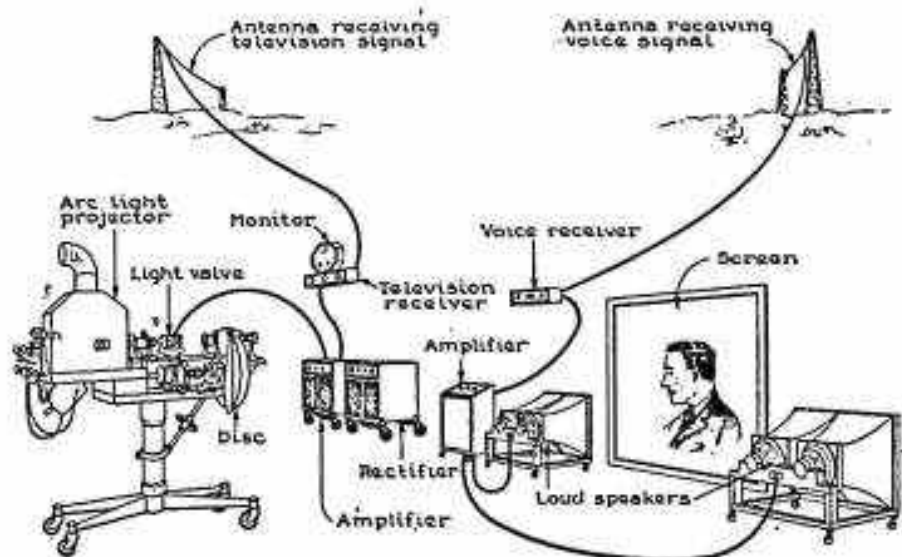 Antenna receiving
television signal
Antenna receiving
voice signal
Arc light
projector
Light valve
Monitor
Television
receiver
Voice receiver
Screen
Amplifier
Disc
Rectifier
Amplifier
Loud speakers